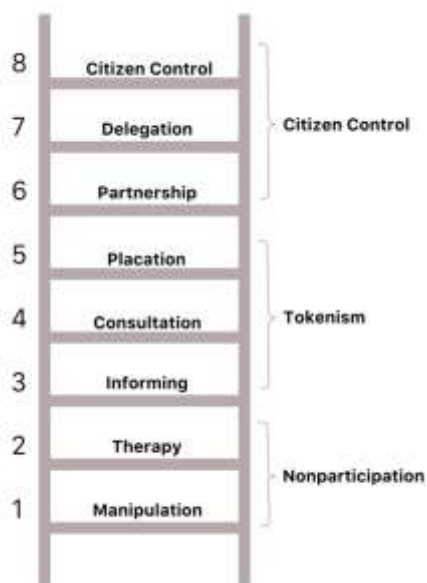 8 Citizen Control
7 Delegation
Citizen Control
6 Partnership
5 Placation
4 Consultation
Tokenism
3 Informing
2 Therapy
Nonparticipation
1 Manipulation